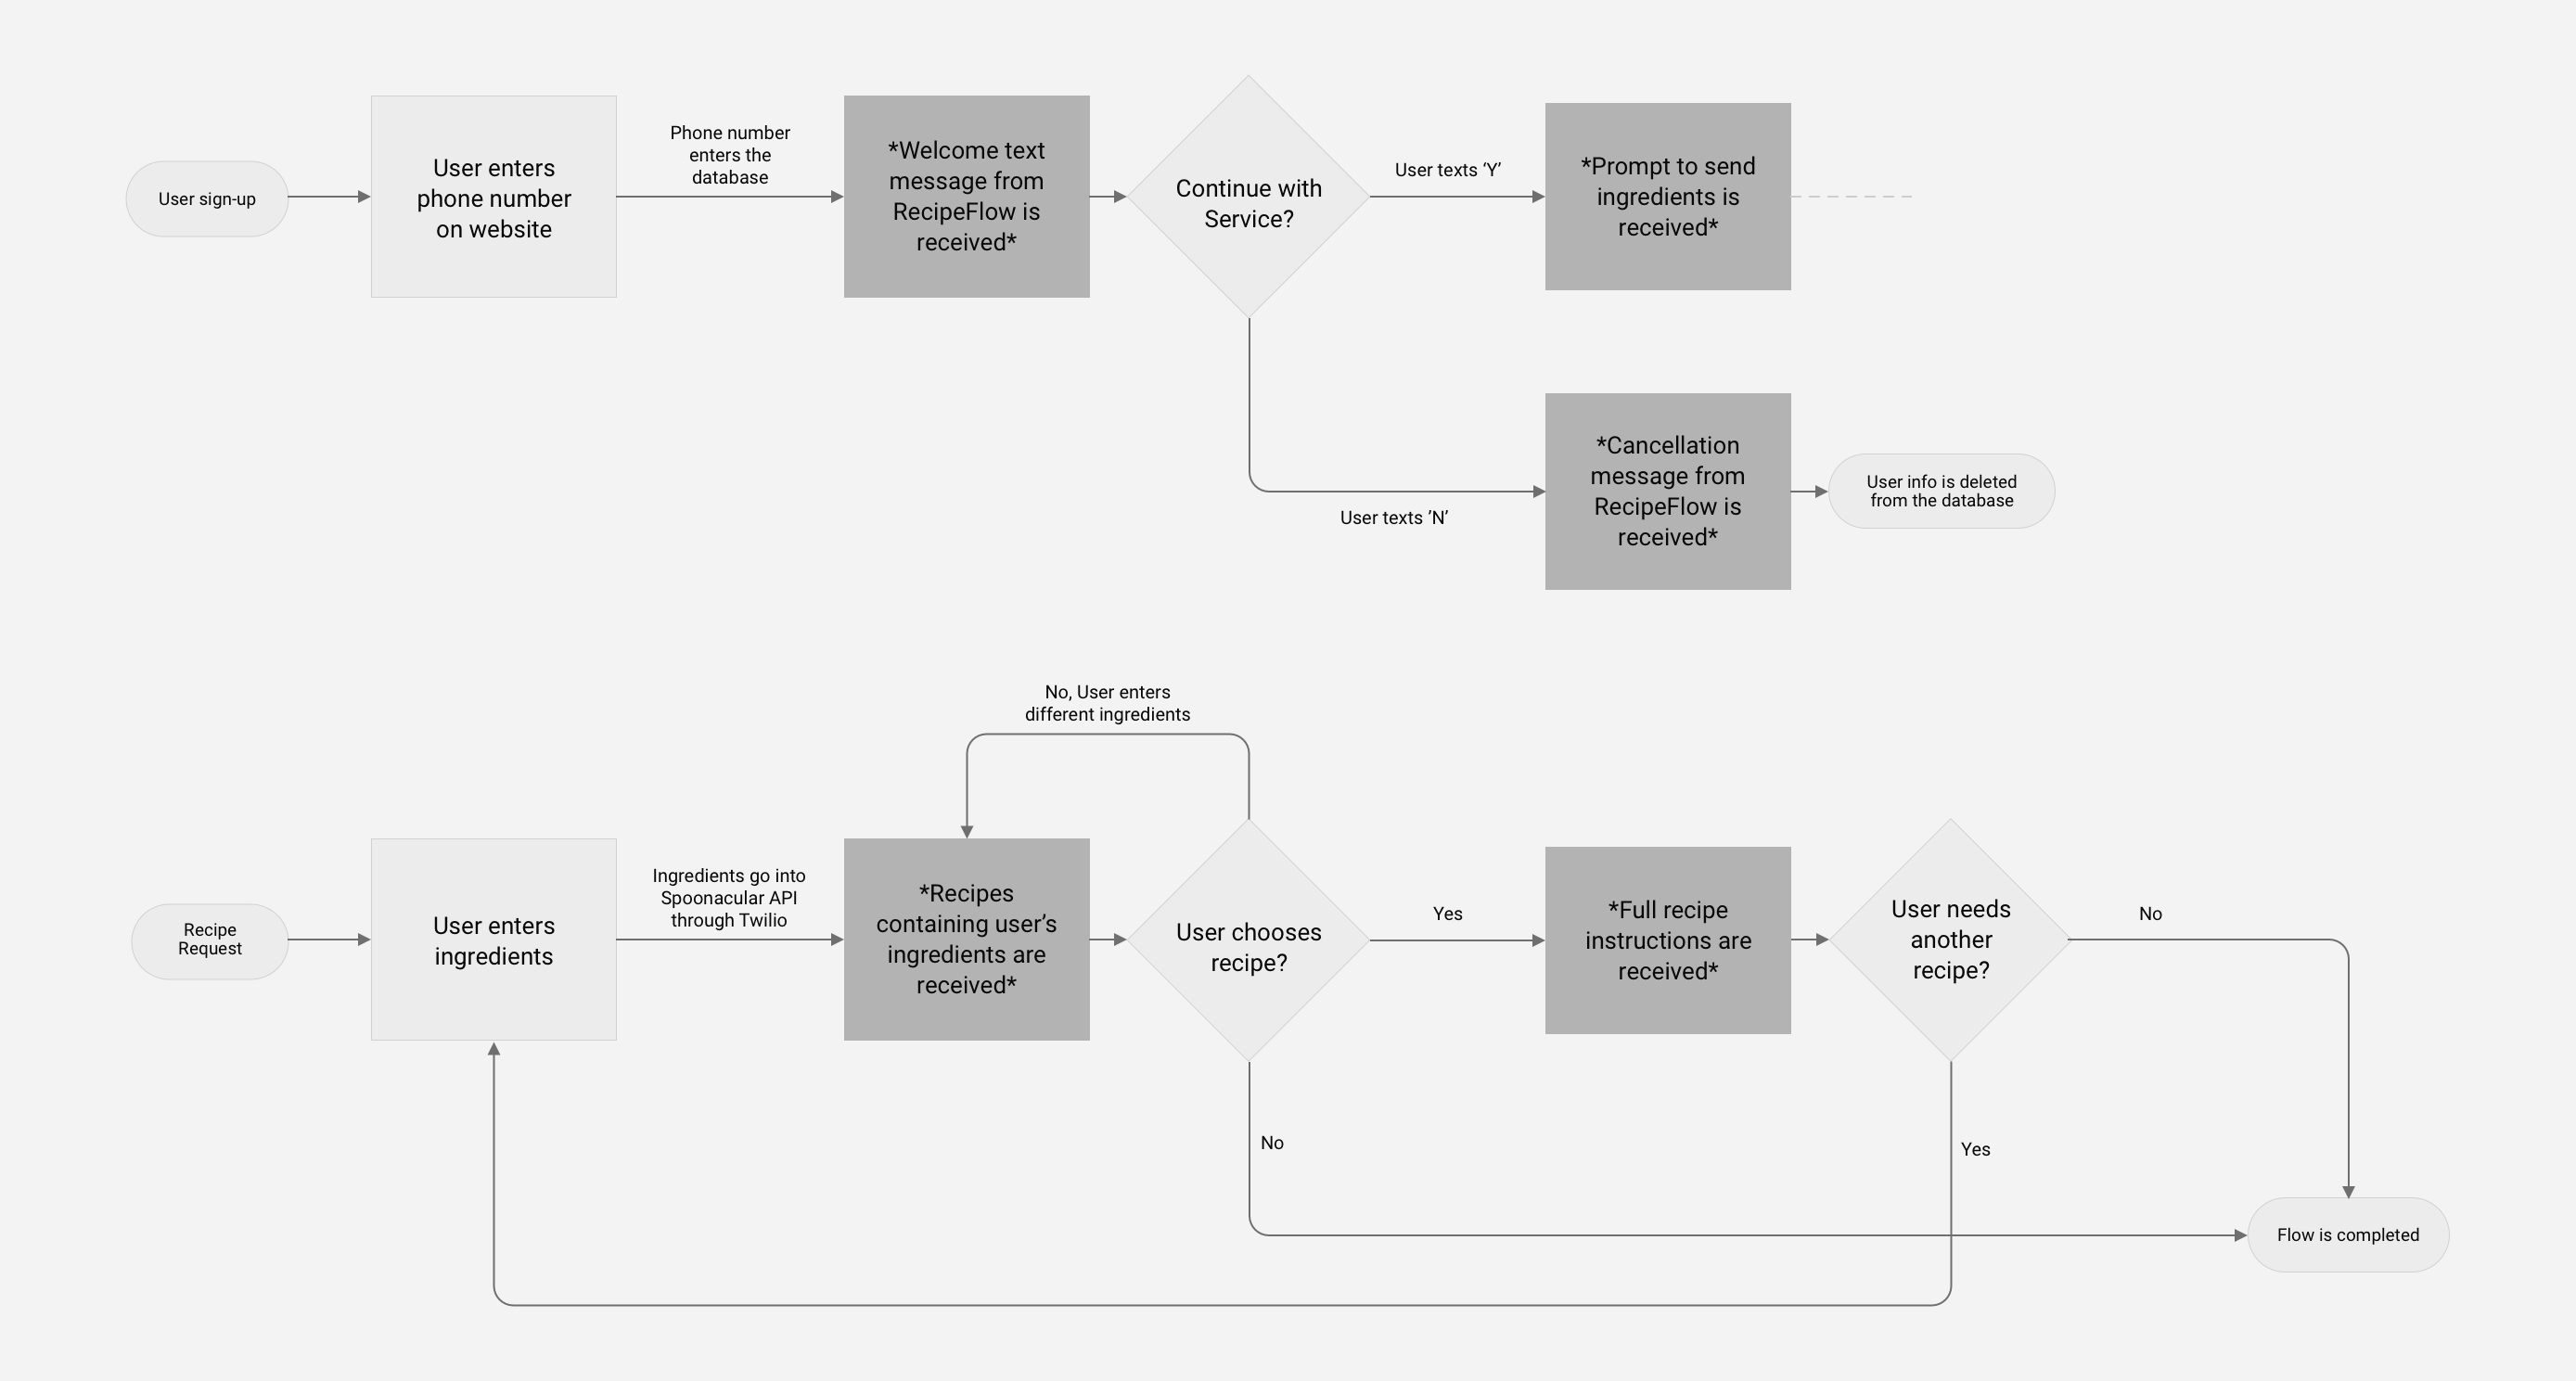 User sign-up
User enters
phone number
on website
Phone number
enters the
database
*Welcome text
message from
RecipeFlow is
received*
Continue with
Service?
User texts ‘Y’
*Prompt to send
ingredients is
received*
User texts ’N’
*Cancellation
message from
RecipeFlow is
received*
User info is deleted
from the database
No, User enters
different ingredients
Recipe
Request
User enters
ingredients
Ingredients go into
Spoonacular API
through Twilio
*Recipes
containing user’s
ingredients are
received*
User chooses
recipe?
Yes
*Full recipe
instructions are
received*
User needs
another
recipe?
No
No
Yes
Flow is completed